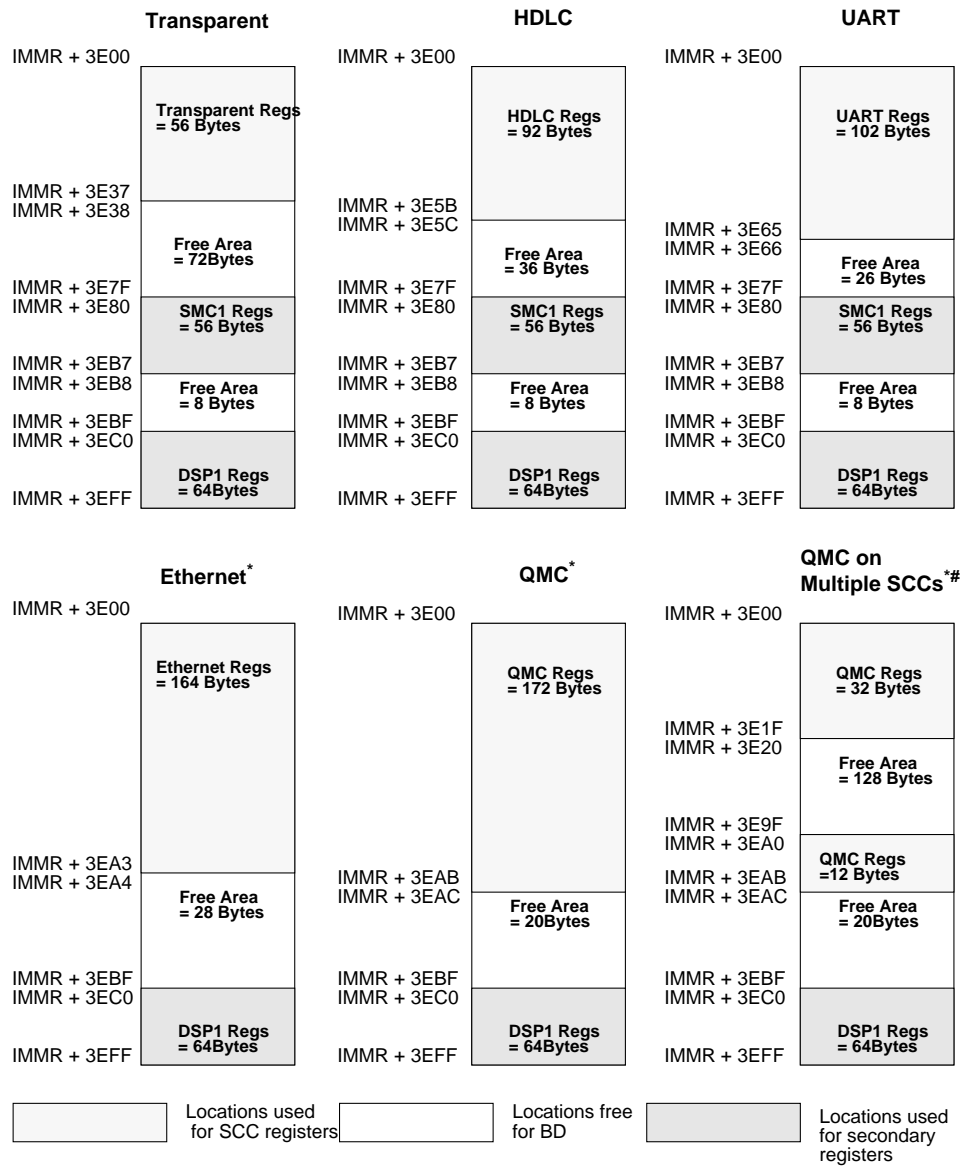 Transparent
IMMR + 3E00
Transparent Regs
= 56 Bytes
IMMR + 3E37
IMMR + 3E38
Free Area
= 72Bytes
IMMR + 3E7F
IMMR + 3E80
SMC1 Regs
= 56 Bytes
IMMR + 3EB7
IMMR + 3EB8
Free Area
= 8 Bytes
IMMR + 3EBF
IMMR + 3EC0
DSP1 Regs
= 64Bytes
IMMR + 3EFF
HDLC
IMMR + 3E00
HDLC Regs
= 92 Bytes
IMMR + 3E5B
IMMR + 3E5C
Free Area
= 36 Bytes
IMMR + 3E7F
IMMR + 3E80
SMC1 Regs
= 56 Bytes
IMMR + 3EB7
IMMR + 3EB8
Free Area
= 8 Bytes
IMMR + 3EBF
IMMR + 3EC0
DSP1 Regs
= 64Bytes
IMMR + 3EFF
UART
IMMR + 3E00
UART Regs
= 102 Bytes
IMMR + 3E65
IMMR + 3E66
Free Area
= 26 Bytes
IMMR + 3E7F
IMMR + 3E80
SMC1 Regs
= 56 Bytes
IMMR + 3EB7
IMMR + 3EB8
Free Area
= 8 Bytes
IMMR + 3EBF
IMMR + 3EC0
DSP1 Regs
= 64Bytes
IMMR + 3EFF
Ethernet*
IMMR + 3E00
Ethernet Regs
= 164 Bytes
IMMR + 3EA3
IMMR + 3EA4
Free Area
= 28 Bytes
IMMR + 3EBF
IMMR + 3EC0
DSP1 Regs
= 64Bytes
IMMR + 3EFF
QMC*
IMMR + 3E00
QMC Regs
= 172 Bytes
IMMR + 3EAB
IMMR + 3EAC
Free Area
= 20Bytes
IMMR + 3EBF
IMMR + 3EC0
DSP1 Regs
= 64Bytes
IMMR + 3EFF
QMC on
Multiple SCCs*#
IMMR + 3E00
QMC Regs
= 32 Bytes
IMMR + 3E1F
IMMR + 3E20
Free Area
= 128 Bytes
IMMR + 3E9F
IMMR + 3EA0
QMC Regs
=12 Bytes
IMMR + 3EAB
IMMR + 3EAC
Free Area
= 20Bytes
IMMR + 3EBF
IMMR + 3EC0
DSP1 Regs
= 64Bytes
IMMR + 3EFF
Locations used
for SCC registers
Locations free
for BD
Locations used
for secondary
registers